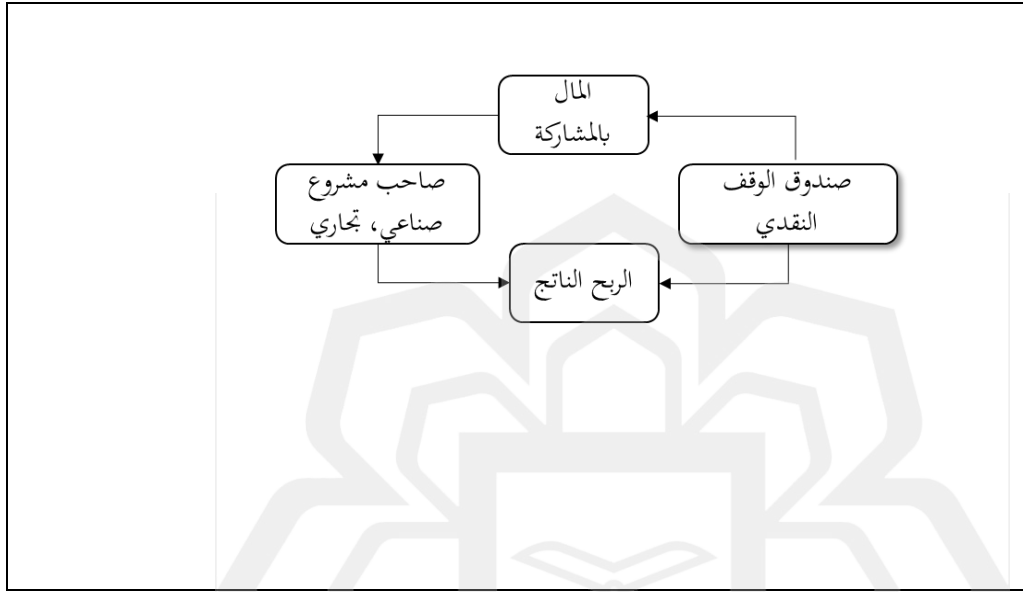 المال
بالمشاركة
صندوق الوقف
النقدي
صاحب مشروع
صناعي، تجاري
الربح الناتج